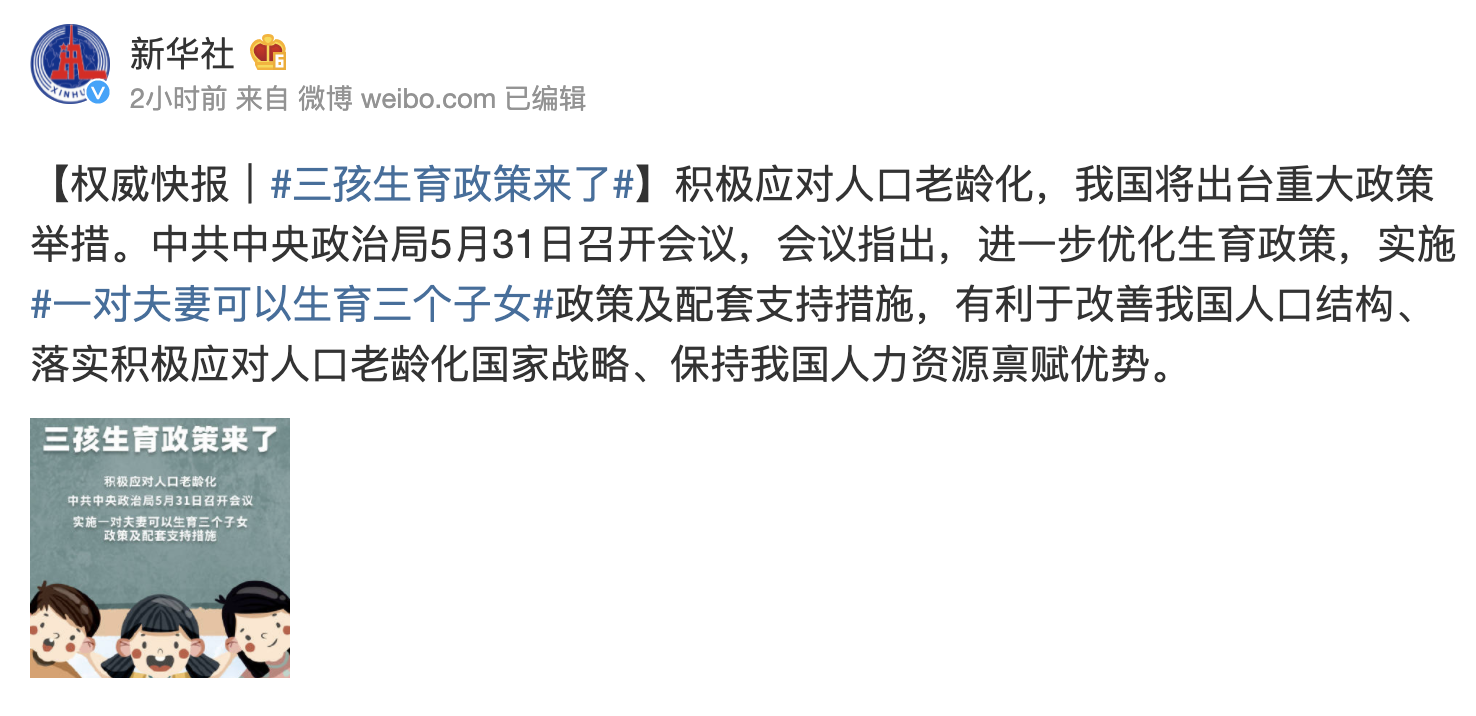 新华社
2小时前 来自 微博 weibo.com 已编辑
【权威快报｜#三孩生育政策来了#】积极应对人口老龄化，我国将出台重大政策
举措。中共中央政治局5月31日召开会议，会议指出，进一步优化生育政策，实施
#一对夫妻可以生育三个子女#政策及配套支持措施，有利于改善我国人口结构、
落实积极应对人口老龄化国家战略、保持我国人力资源禀赋优势。
三孩生育政策来了
积极应对人口老龄化
中共中央政治局5月31日召开会议
实施一对夫妻可以生育三个子女
政策及配套支持措施